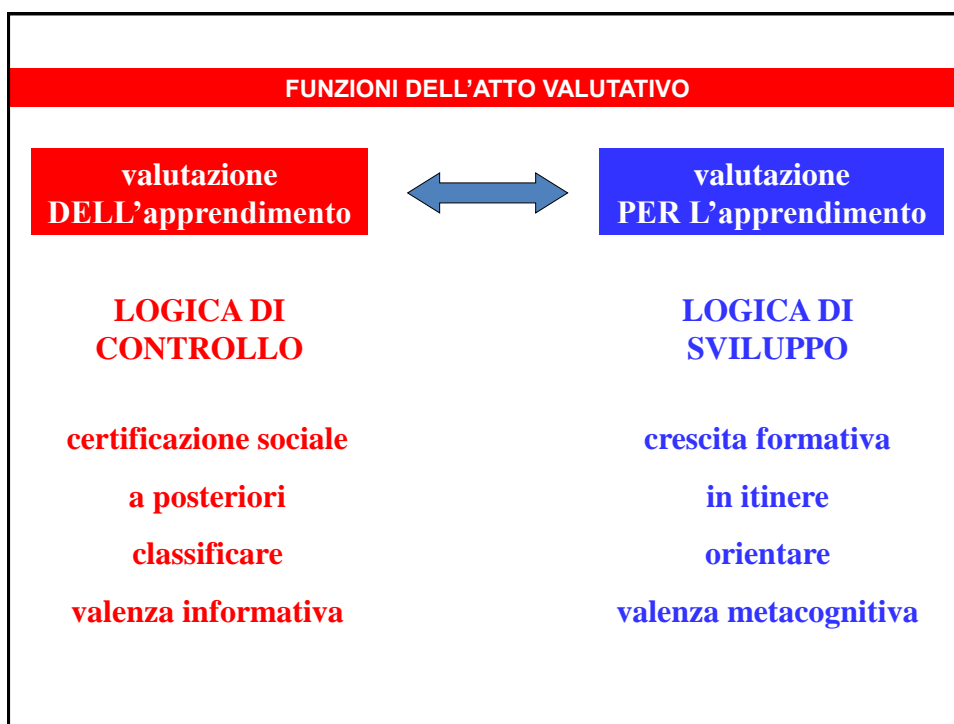 FUNZIONI DELL’ATTO VALUTATIVO
valutazione
DELL’apprendimento
valutazione
PER L’apprendimento
LOGICA DI
CONTROLLO
LOGICA DI
SVILUPPO
certificazione sociale
crescita formativa
a posteriori
in itinere
classificare
orientare
valenza informativa
valenza metacognitiva